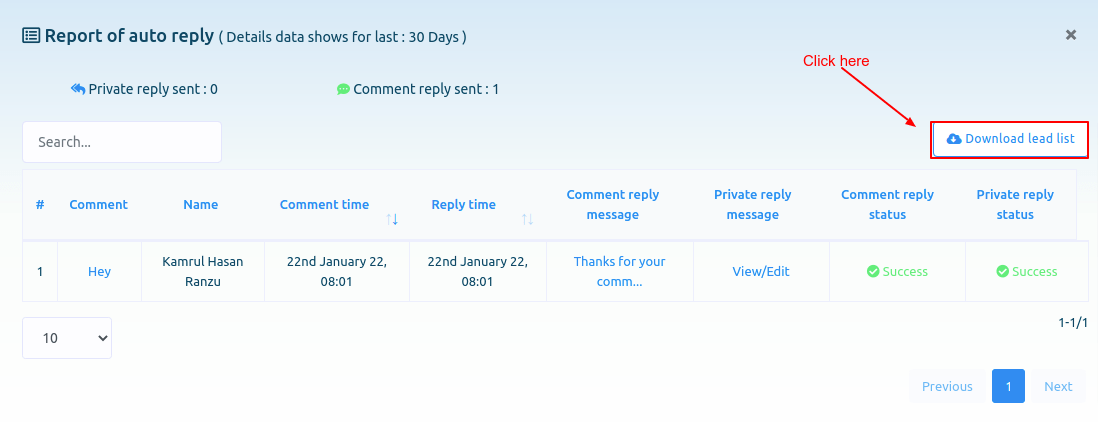 Report of auto reply ( Details data shows for last : 30 Days )
×
Click here
Private reply sent : 0
Comment reply sent : 1
Search...
Download lead list
#
Comment
Name
Comment time
Reply time
Comment reply
message
Private reply
message
Comment reply
status
Private reply
status
1
Hey
Kamrul Hasan
Ranzu
22nd January 22,
08:01
22nd January 22,
08:01
Thanks for your
comm...
View/Edit
Success
Success
10
1-1/1
Previous
1
Next